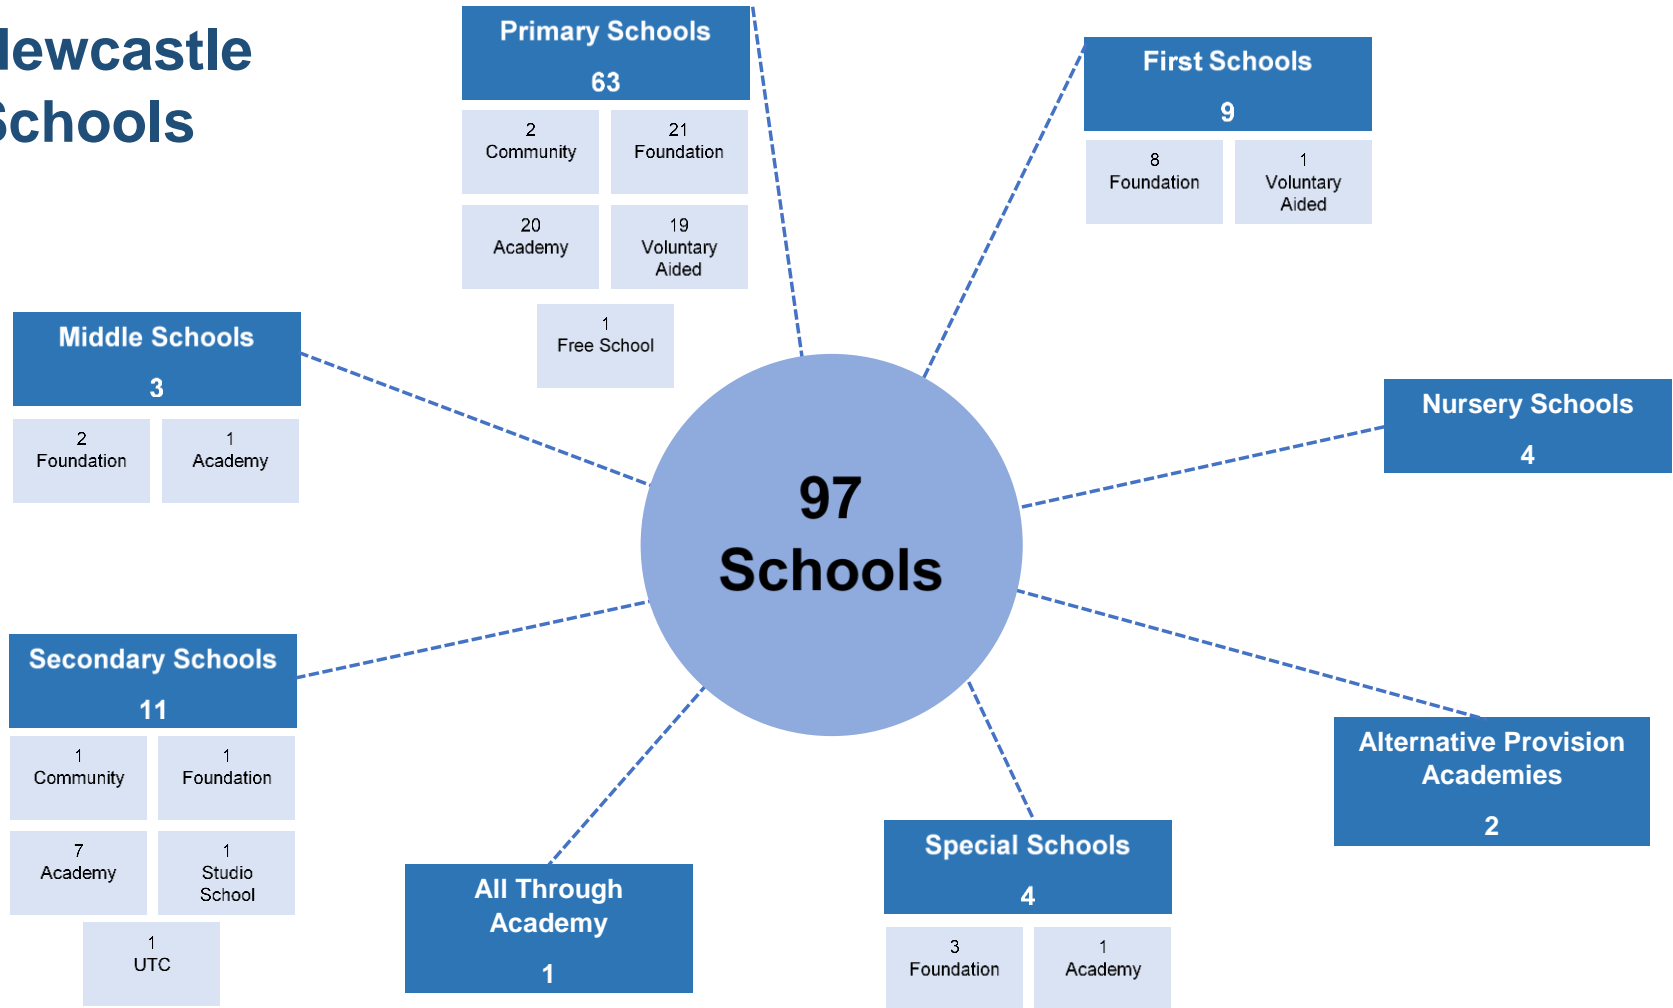 lewcastle
Schools
Primary Schools
63
2
Community
21
Foundation
20
Academy
19
Voluntary
Aided
1
Free School
First Schools
9
8
Foundation
1
Voluntary
Aided
Middle Schools
3
2
Foundation
1
Academy
Nursery Schools
4
97
Schools
Secondary Schools
11
1
Community
1
Foundation
7
Academy
1
Studio
School
1
UTC
All Through
Academy
1
Special Schools
4
3
Foundation
1
Academy
Alternative Provision
Academies
2